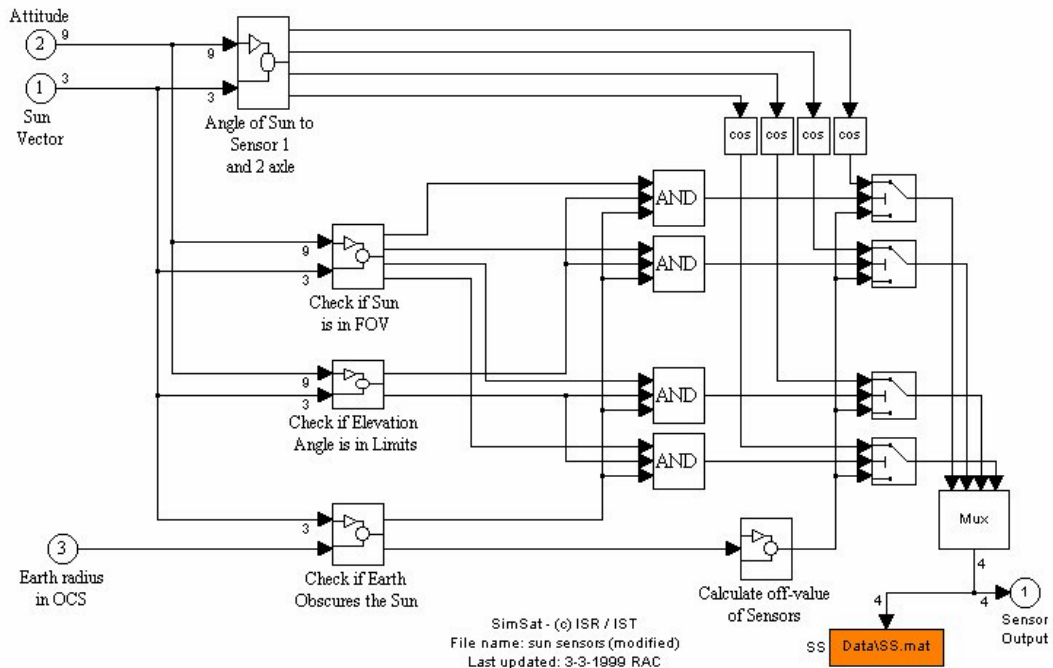 Attitude
2
9
1
3
Sun
Vector
9
3
Angle of Sun to
Sensor 1
and 2 axle
cos
cos
cos
cos
9
3
Check if Sun
is in FOV
AND
AND
9
3
Check if Elevation
Angle is in Limits
AND
AND
3
3
Earth radius
in OCS
Check if Earth
Obscures the Sun
Calculate off-value
of Sensors
Mux
4
4
4
1
Sensor
Output
SS
Data\SS.mat
SimSat - (c) ISR / IST
File name: sun sensors (modified)
Last updated: 3-3-1999 RAC